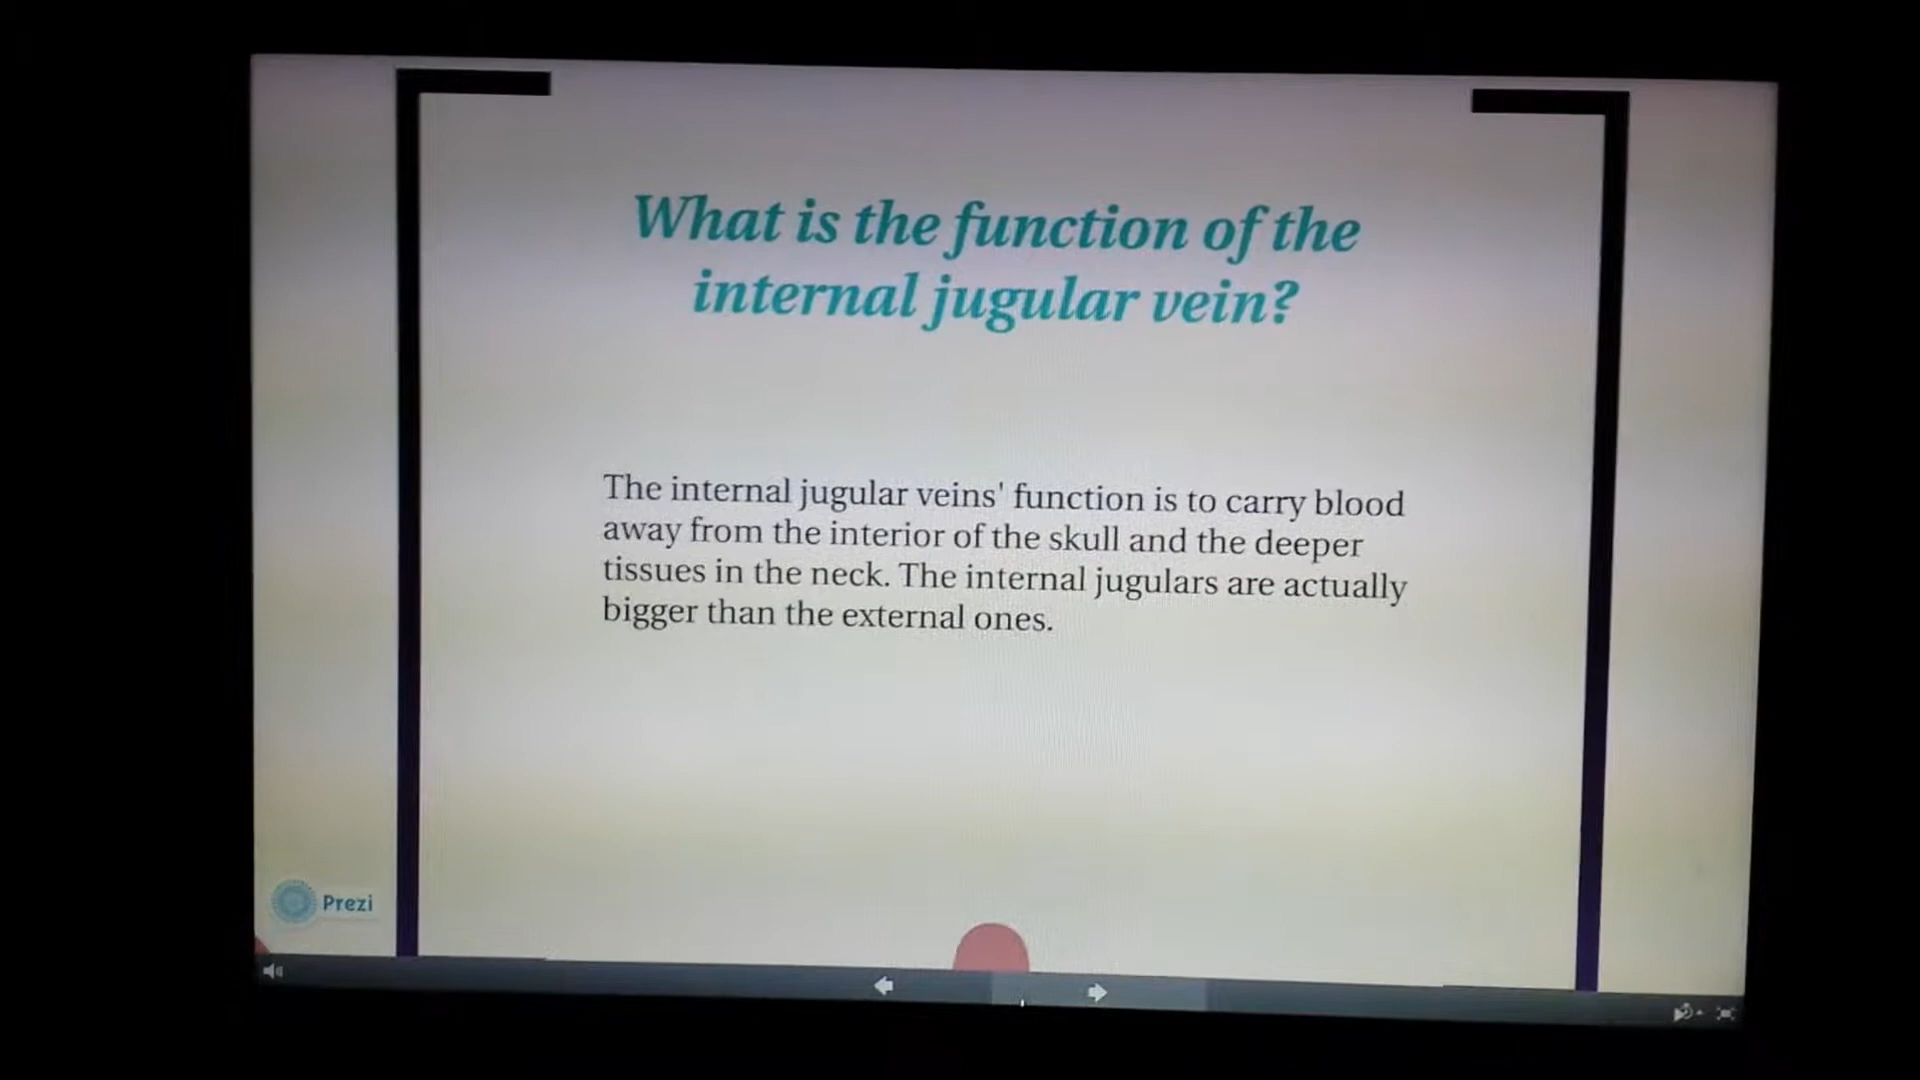 What is the function of the
internal jugular vein?
The internal jugular veins' function is to carry blood
away from the interior of the skull and the deeper
tissues in the neck. The internal jugulars are actually
bigger than the external ones.
Prezi